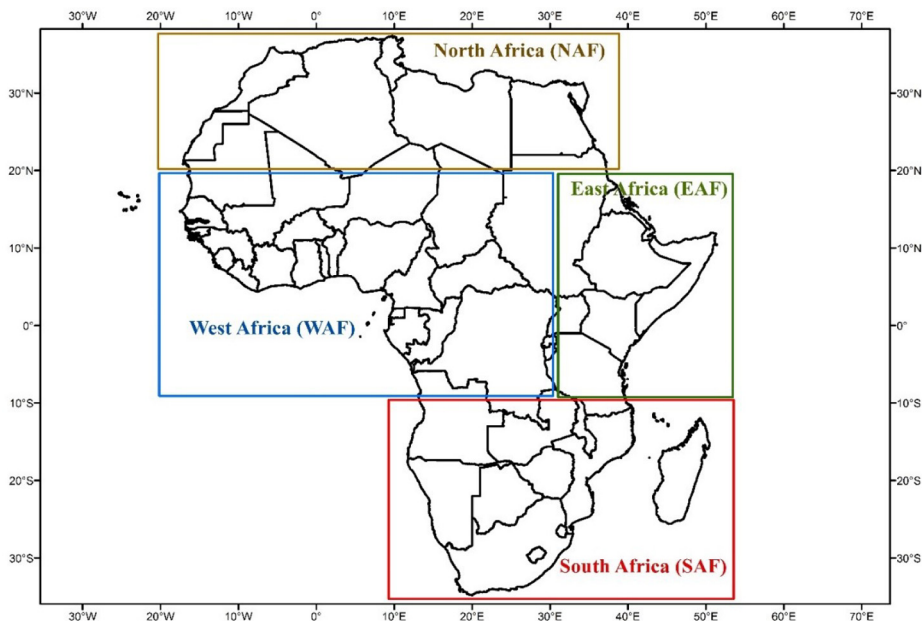 30°W 20°W 10°W 0° 10°E 20°E 30°E 40°E 50°E 60°E 70°E
North Africa (NAF)
30°N 30°N
20°N 20°N
East Africa (EAF)
10°N 10°N
0° 0°
West Africa (WAF)
10°S 10°S
20°S 20°S
30°S 30°S
South Africa (SAF)
30°W 20°W 10°W 0° 10°E 20°E 30°E 40°E 50°E 60°E 70°E